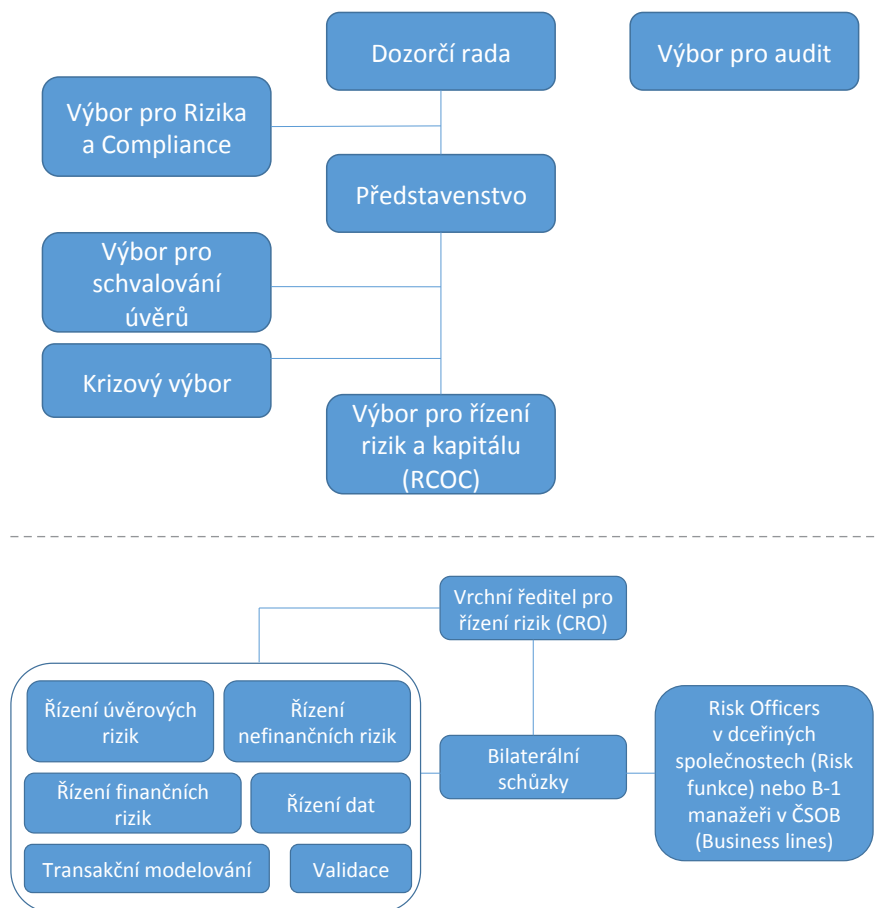 Dozorčí rada
Výbor pro audit
Výbor pro Rizika
a Compliance
Představenstvo
Výbor pro
schvalování
úvěrů
Krizový výbor
Výbor pro řízení
rizik a kapitálu
(RCOC)
Vrchní ředitel pro
řízení rizik (CRO)
Řízení úvěrových
rizik
Řízení
nefinančních rizik
Řízení finančních
rizik
Řízení dat
Transakční modelování
Validace
Bilaterální
schůzky
Risk Officers
v dceřiných
společnostech (Risk
funkce) nebo B-1
manažeři v ČSOB
(Business lines)